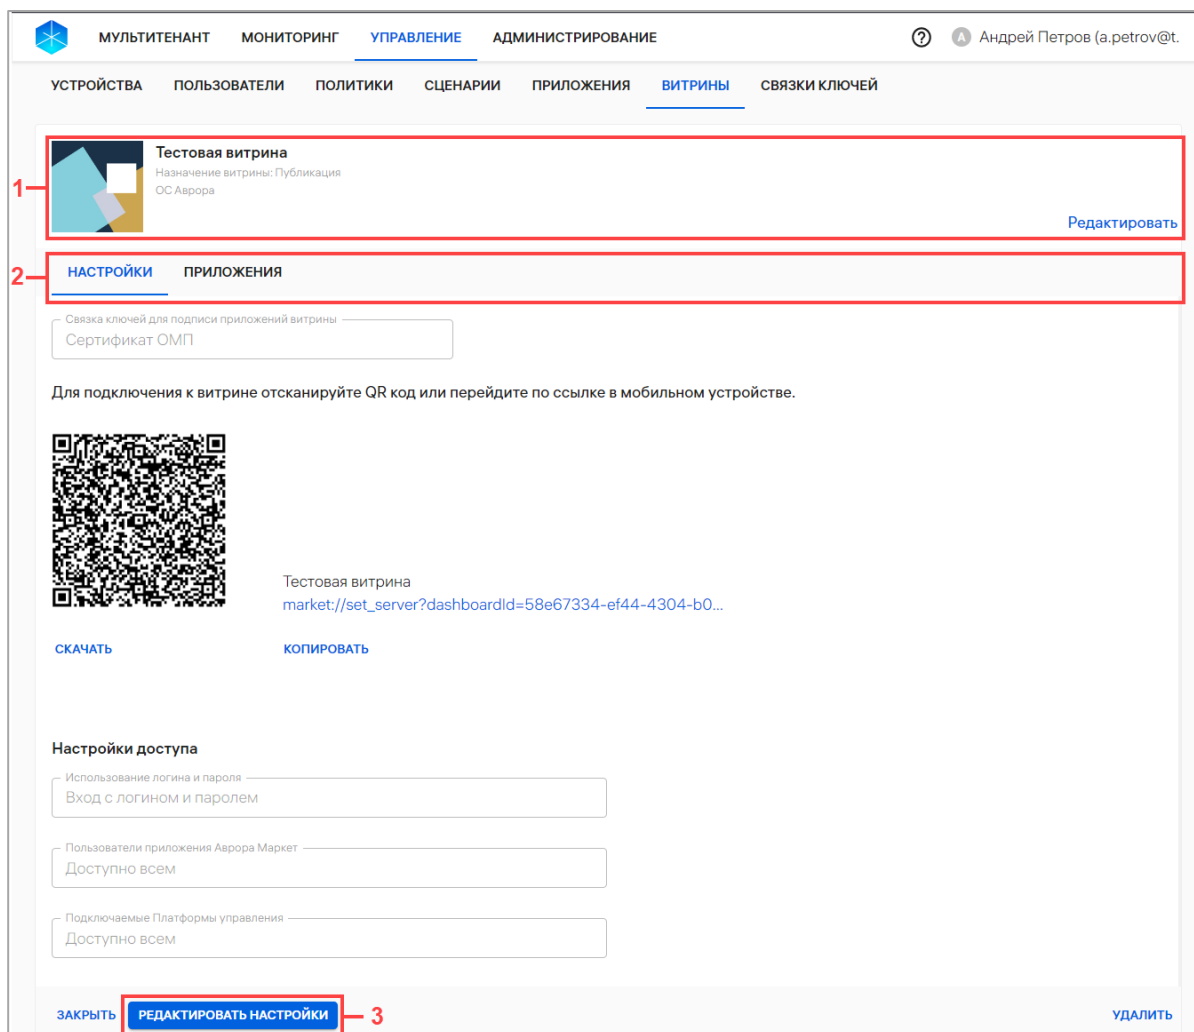 МУЛЬТИТЕНАНТ МОНИТОРИНГ УПРАВЛЕНИЕ АДМИНИСТРИРОВАНИЕ ? А Андрей Петров (a.petrov@t.
УСТРОЙСТВА ПОЛЬЗОВАТЕЛИ ПОЛИТИКИ СЦЕНАРИИ ПРИЛОЖЕНИЯ ВИТРИНЫ СВЯЗКИ КЛЮЧЕЙ
Тестовая витрина
Назначение витрины: Публикация
1
ОС Аврора
Редактировать
2
НАСТРОЙКИ ПРИЛОЖЕНИЯ
Связка ключей для подписи приложений витрины
Сертификат ОМП
Для подключения к витрине отсканируйте QR код или перейдите по ссылке в мобильном устройстве.
Тестовая витрина
market://set_server?dashboardId=58e67334-ef44-4304-b0...
СКАЧАТЬ КОПИРОВАТЬ
Настройки доступа
Использование логина и пароля
Вход с логином и паролем
Пользователи приложения Аврора Маркет
Доступно всем
Подключаемые Платформы управления
Доступно всем
ЗАКРЫТЬ РЕДАКТИРОВАТЬ НАСТРОЙКИ 3 УДАЛИТЬ